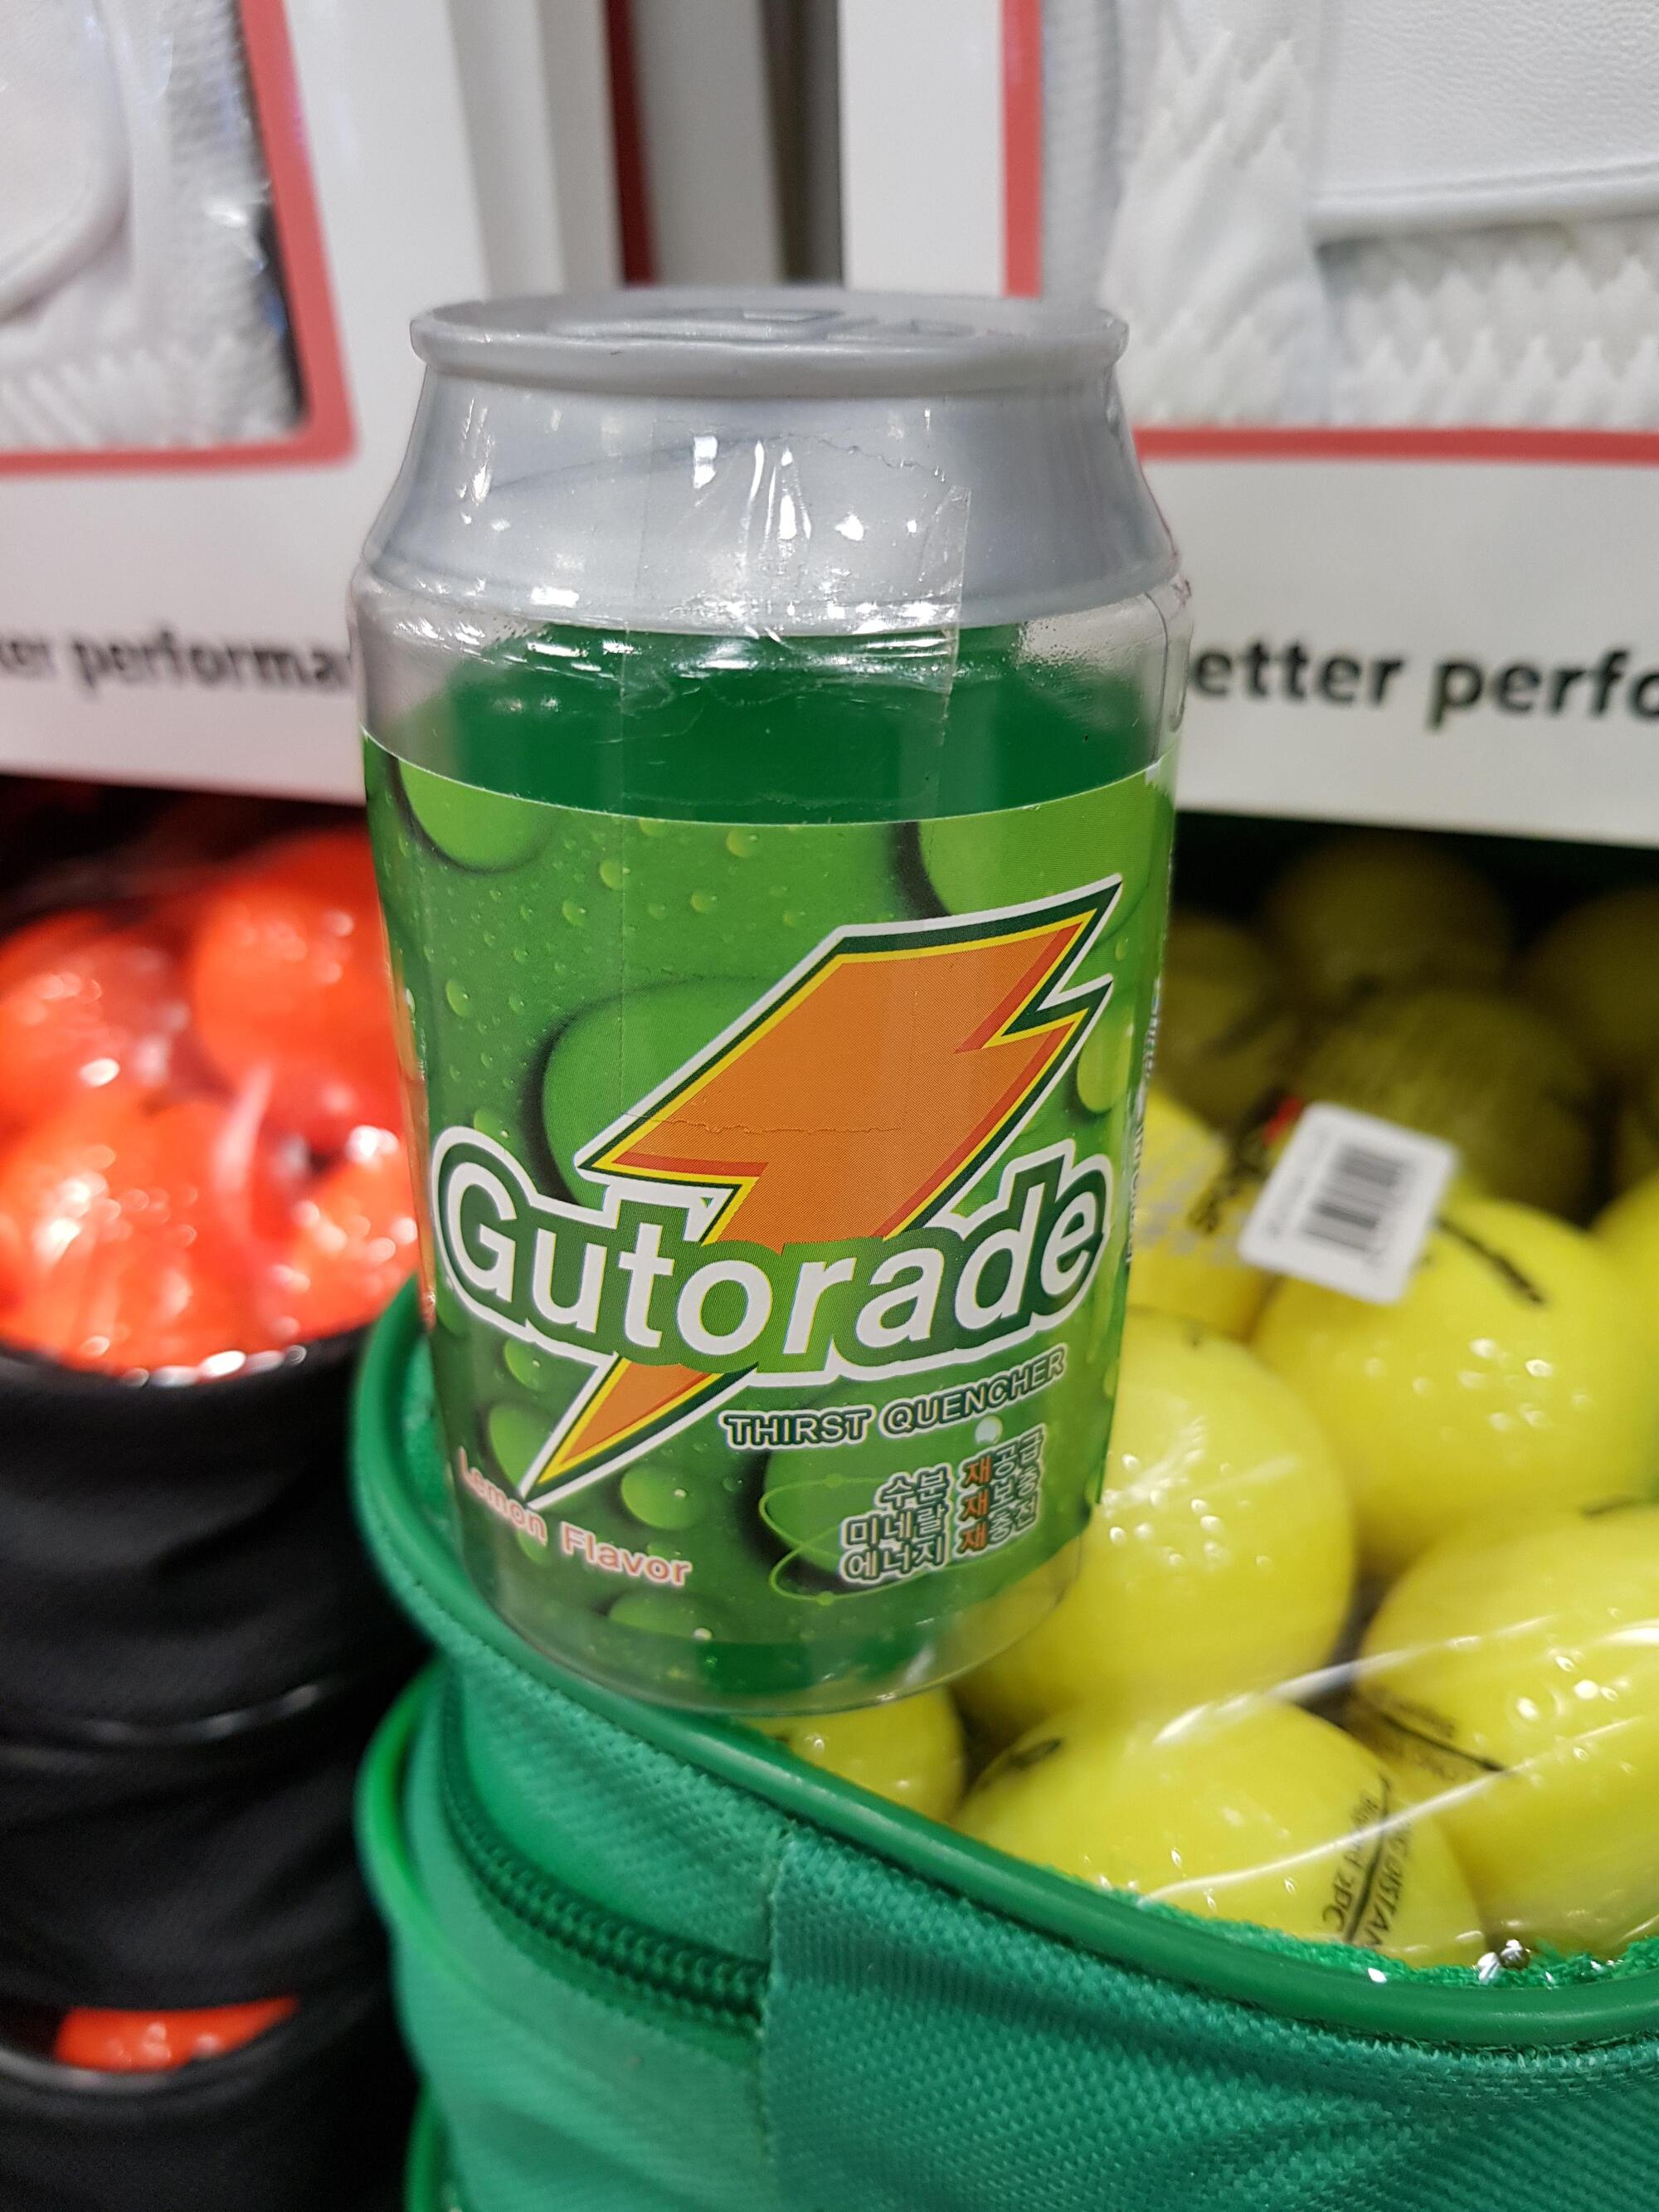 performa
etter perfo
Gutorade
THIRST QUENCHER
수분 재공급
미네랄 재보충
에너지 재충전
Lemon Flavor